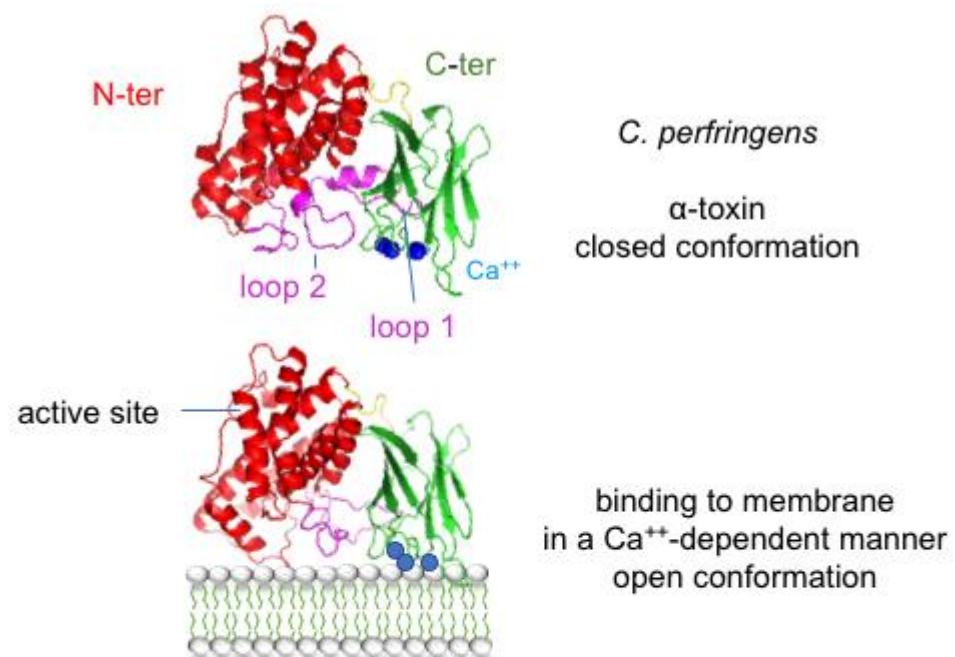 N-ter
C-ter
C. perfringens
α-toxin
closed conformation
Ca⁺⁺
loop 2
loop 1
active site
binding to membrane
in a Ca⁺⁺-dependent manner
open conformation